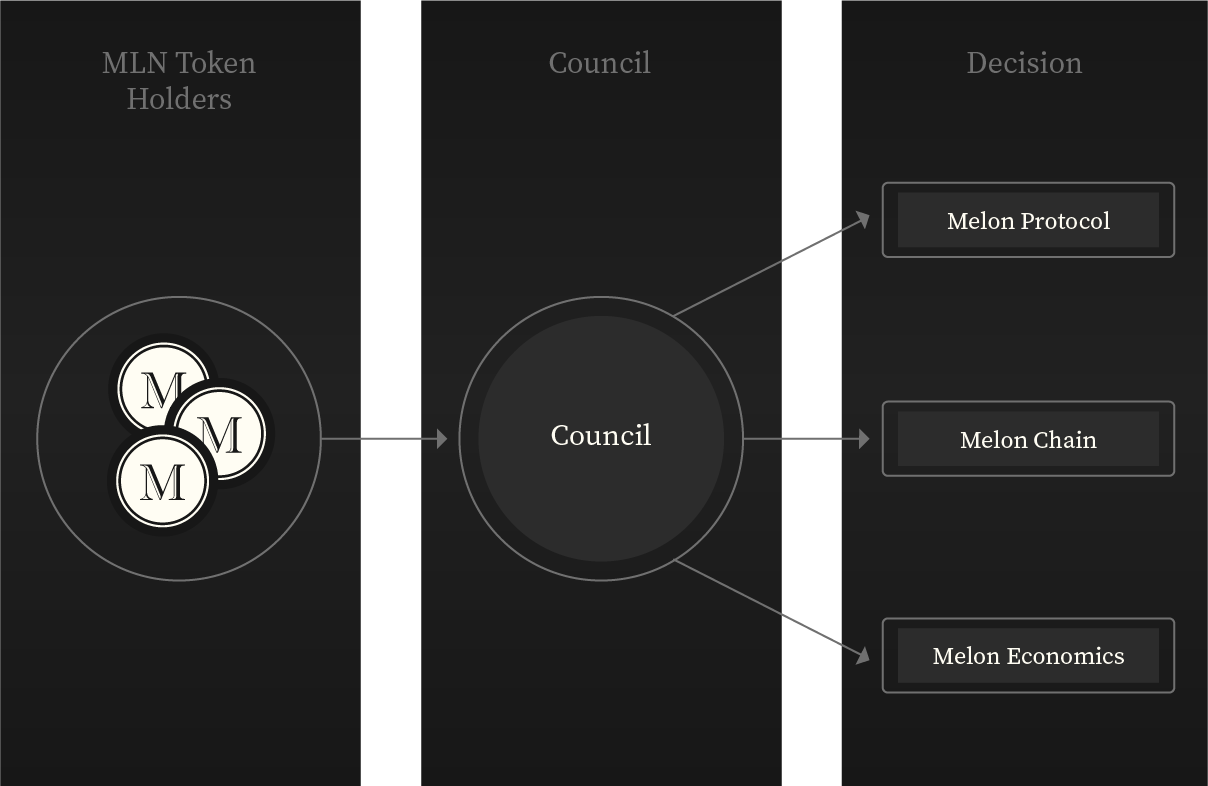 MLN Token
Holders
Council
Decision
M
M
M
Council
Melon Protocol
Melon Chain
Melon Economics